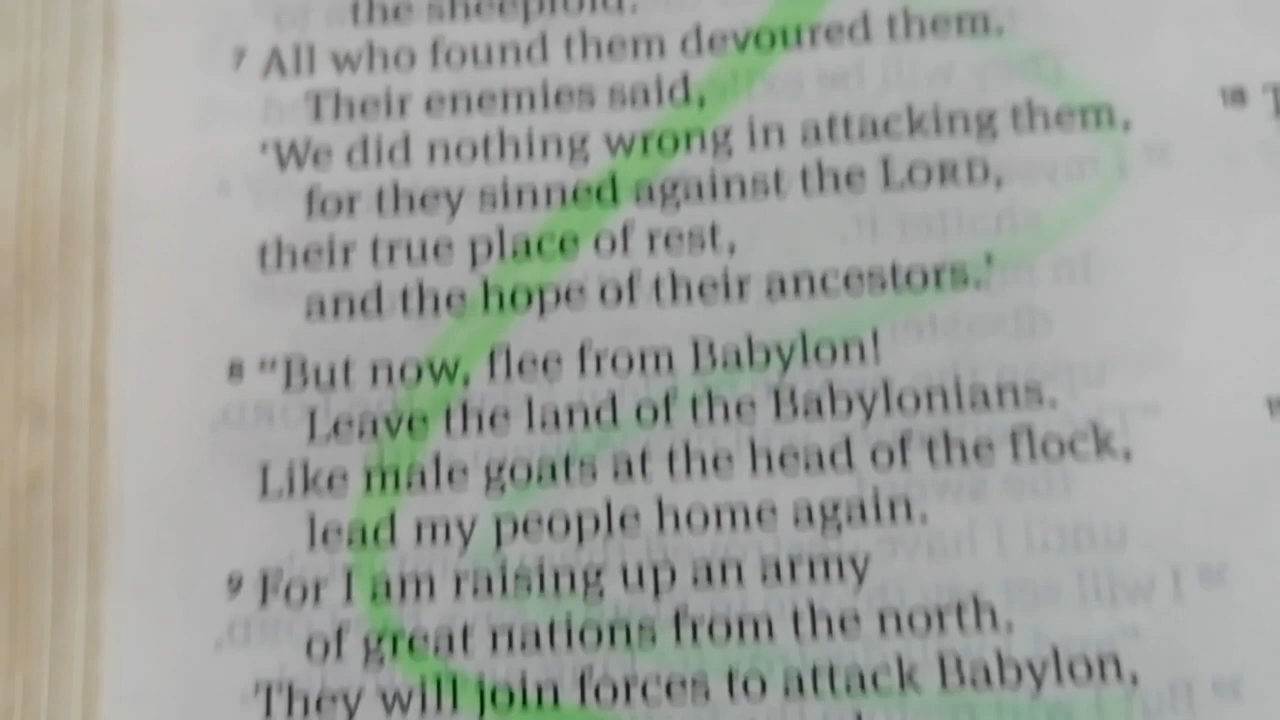 the sheepfold.
7 All who found them devoured them.
Their enemies said,
‘We did nothing wrong in attacking them,
for they sinned against the LORD,
their true place of rest,
and the hope of their ancestors.’
8 “But now, flee from Babylon!
Leave the land of the Babylonians.
Like male goats at the head of the flock,
lead my people home again.
9 For I am raising up an army
of great nations from the north.
They will join forces to attack Babylon,
18